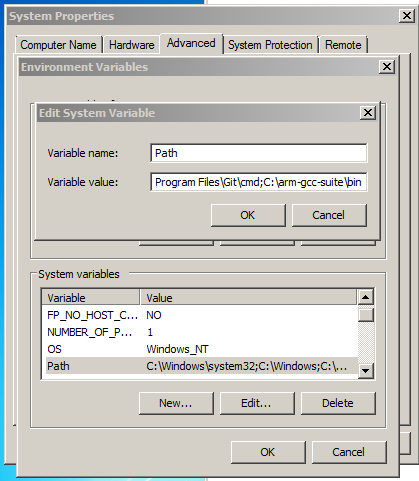 System Properties
Computer Name Hardware Advanced System Protection Remote
Environment Variables
Edit System Variable
Variable name: Path
Variable value: Program Files\Git\cmd;C:\arm-gcc-suite\bin
OK Cancel
System variables
Variable Value
FP_NO_HOST_C... NO
NUMBER_OF_P... 1
OS Windows_NT
Path C:\Windows\system32;C:\Windows;C:\...
New... Edit... Delete
OK Cancel